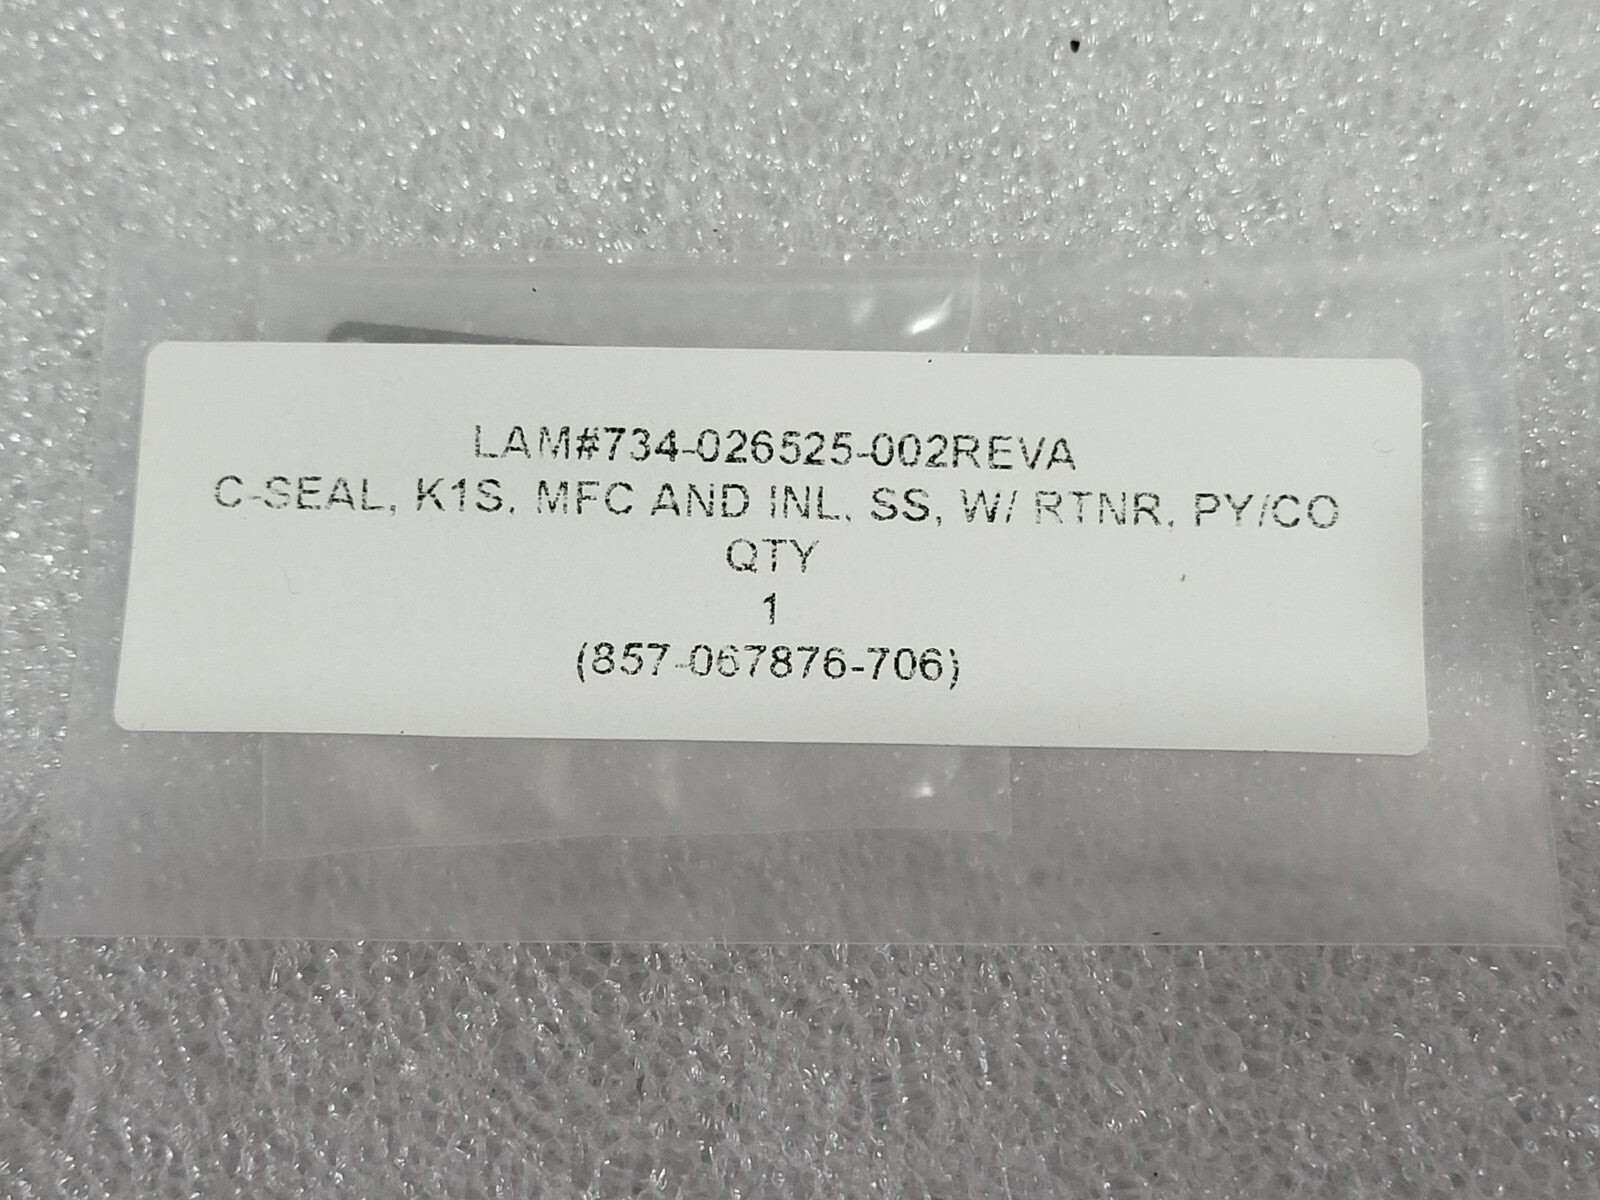 LAM#734-026525-002REVA
C-SEAL, K1S, MFC AND INL, SS, W/ RTNR, PY/CO
QTY
1
(857-067876-706)